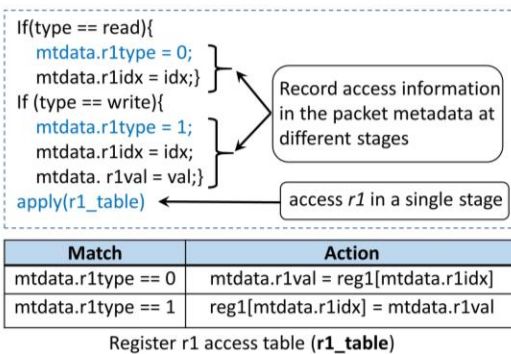 If(type == read){
mtdata.r1type = 0;
mtdata.r1idx = idx;}
If (type == write){
mtdata.r1type = 1;
mtdata.r1idx = idx;
mtdata. r1val = val;}
apply(r1_table)
Record access information
in the packet metadata at
different stages
access r1 in a single stage
Match Action
mtdata.r1type == 0 mtdata.r1val = reg1[mtdata.r1idx]
mtdata.r1type == 1 reg1[mtdata.r1idx] = mtdata.r1val
Register r1 access table (r1_table)